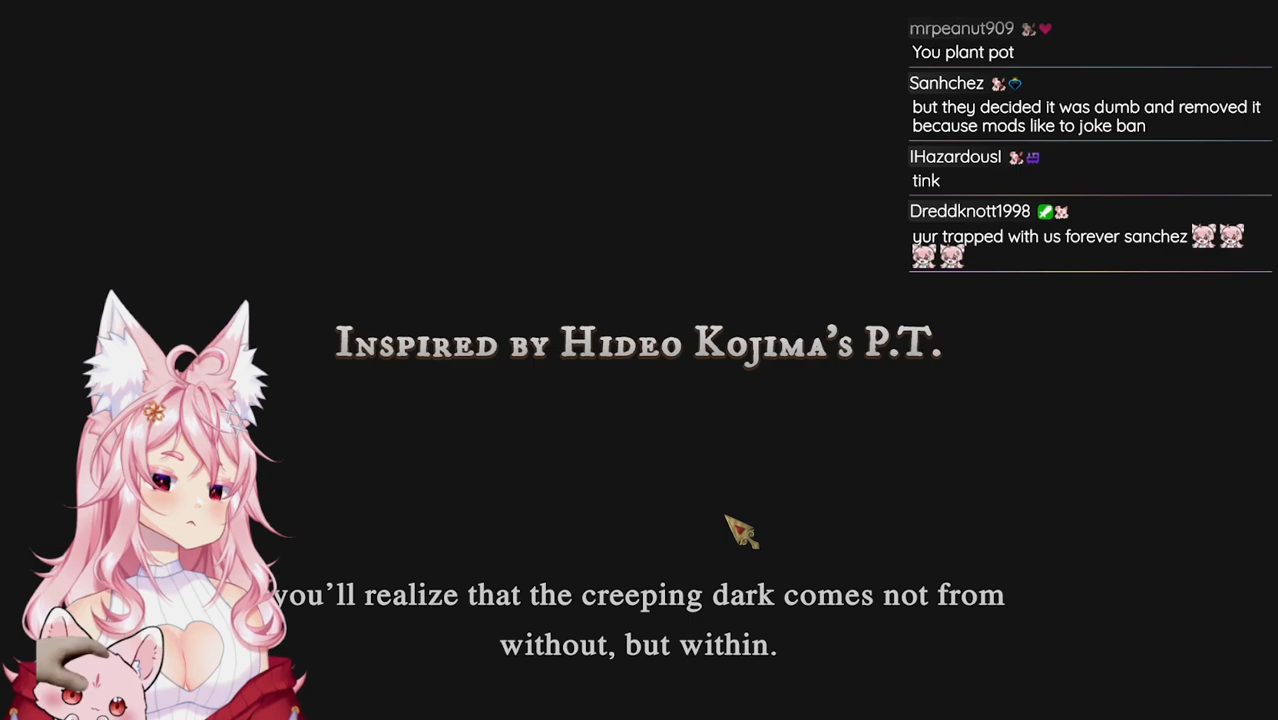 mrpeanut909
You plant pot
Sanhchez
but they decided it was dumb and removed it
because mods like to joke ban
IHazardousI
tink
Dreddknott1998
yur trapped with us forever sanchez
Inspired by Hideo Kojima's P.T.
you'll realize that the creeping dark comes not from
without, but within.